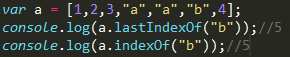 var a = [1,2,3,"a","a","b",4];
console.log(a.lastIndexOf("b"));//5
console.log(a.indexOf("b"));//5